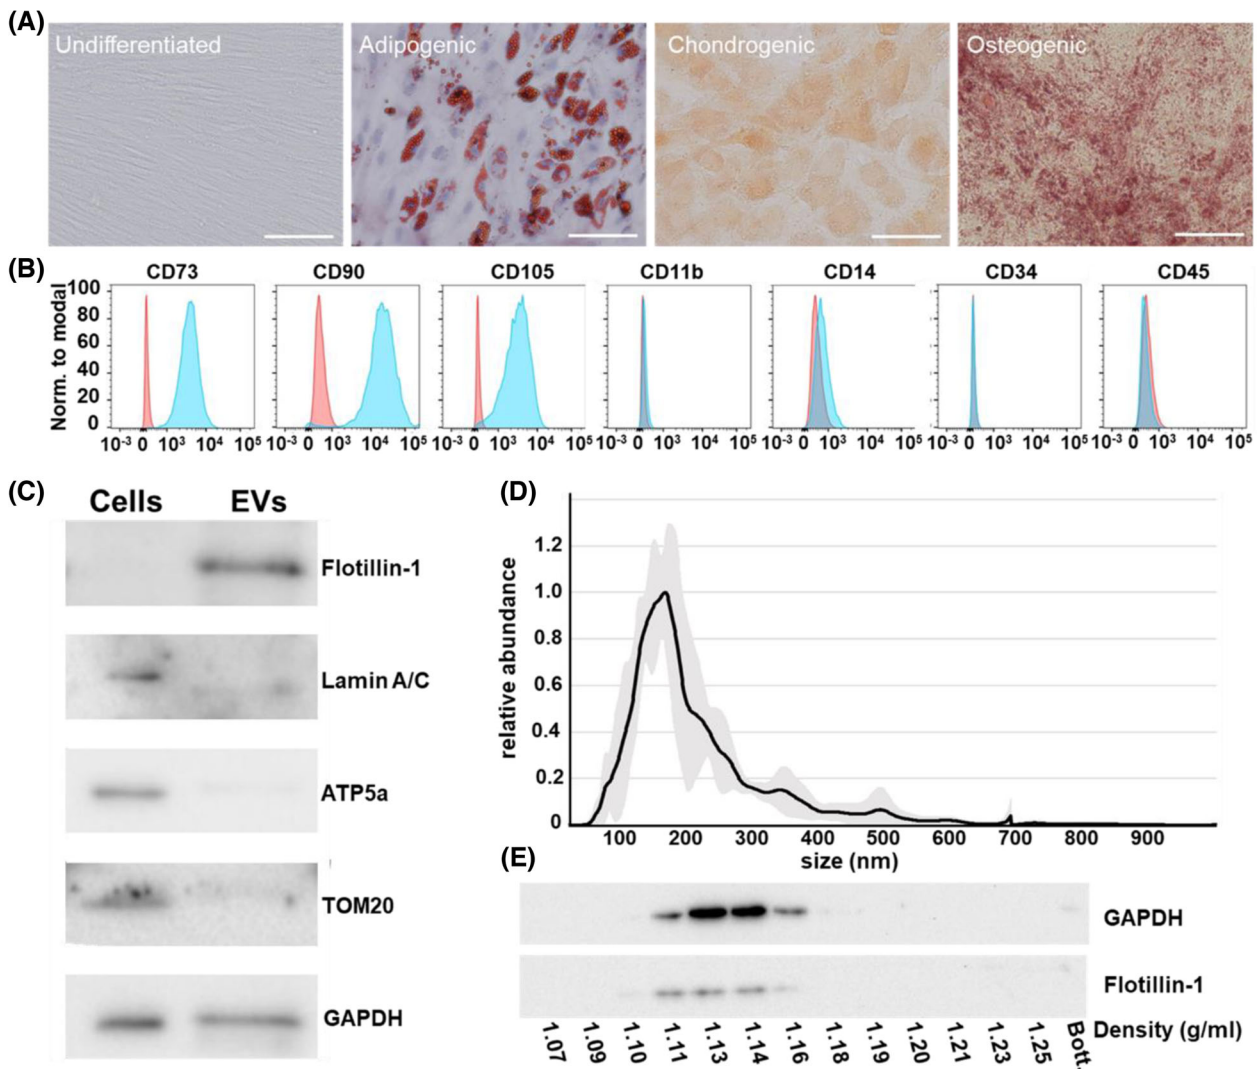 (A)
Undifferentiated Adipogenic Chondrogenic Osteogenic
(B)
CD73 CD90 CD105 CD11b CD14 CD34 CD45
Norm. to modal
100
80
60
40
20
0
10-3 0 103 104 105 10-3 0 103 104 105 10-3 0 103 104 105 10-3 0 103 104 105 10-3 0 103 104 105 10-3 0 103 104 105 10-3 0 103 104 105
(C)
Cells EVs
Flotillin-1
Lamin A/C
ATP5a
TOM20
GAPDH
(D)
relative abundance
1.2
1.0
0.8
0.6
0.4
0.2
0
100 200 300 400 500 600 700 800 900
size (nm)
(E)
GAPDH
Flotillin-1
1.07 1.09 1.10 1.11 1.13 1.14 1.16 1.18 1.19 1.20 1.21 1.23 1.25 Bott. Density (g/ml)